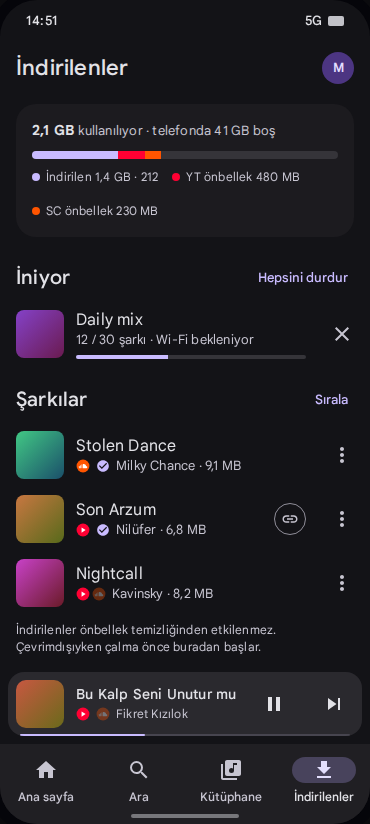 14:51
5G
İndirilenler
M
2,1 GB kullanılıyor · telefonda 41 GB boş
İndirilen 1,4 GB · 212
YT önbellek 480 MB
SC önbellek 230 MB
İniyor
Hepsini durdur
Daily mix
12 / 30 şarkı · Wi-Fi bekleniyor
Şarkılar
Sırala
Stolen Dance
Milky Chance · 9,1 MB
Son Arzum
Nilüfer · 6,8 MB
Nightcall
Kavinsky · 8,2 MB
İndirilenler önbellek temizliğinden etkilenmez.
Çevrimdışıyken çalma önce buradan başlar.
Bu Kalp Seni Unutur mu
Fikret Kızılok
Ana sayfa
Ara
Kütüphane
İndirilenler